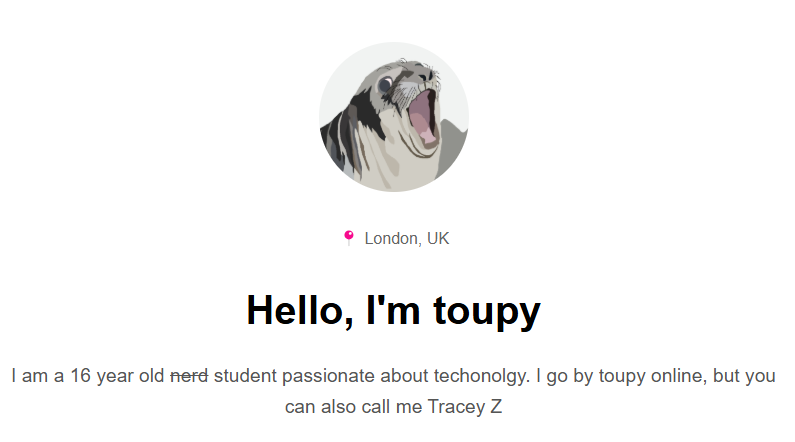 London, UK
Hello, I'm toupy
I am a 16 year old nerd student passionate about techonolgy. I go by toupy online, but you
can also call me Tracey Z